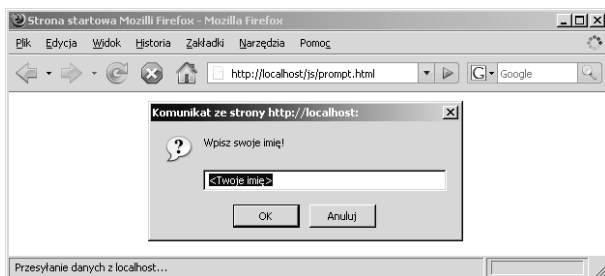 Strona startowa Mozilli Firefox - Mozilla Firefox
Plik Edycja Widok Historia Zakładki Narzędzia Pomoc
http://localhost/js/prompt.html G Google
Komunikat ze strony http://localhost:
Wpisz swoje imię!
<Twoje imię>
OK Anuluj
Przesyłanie danych z localhost...